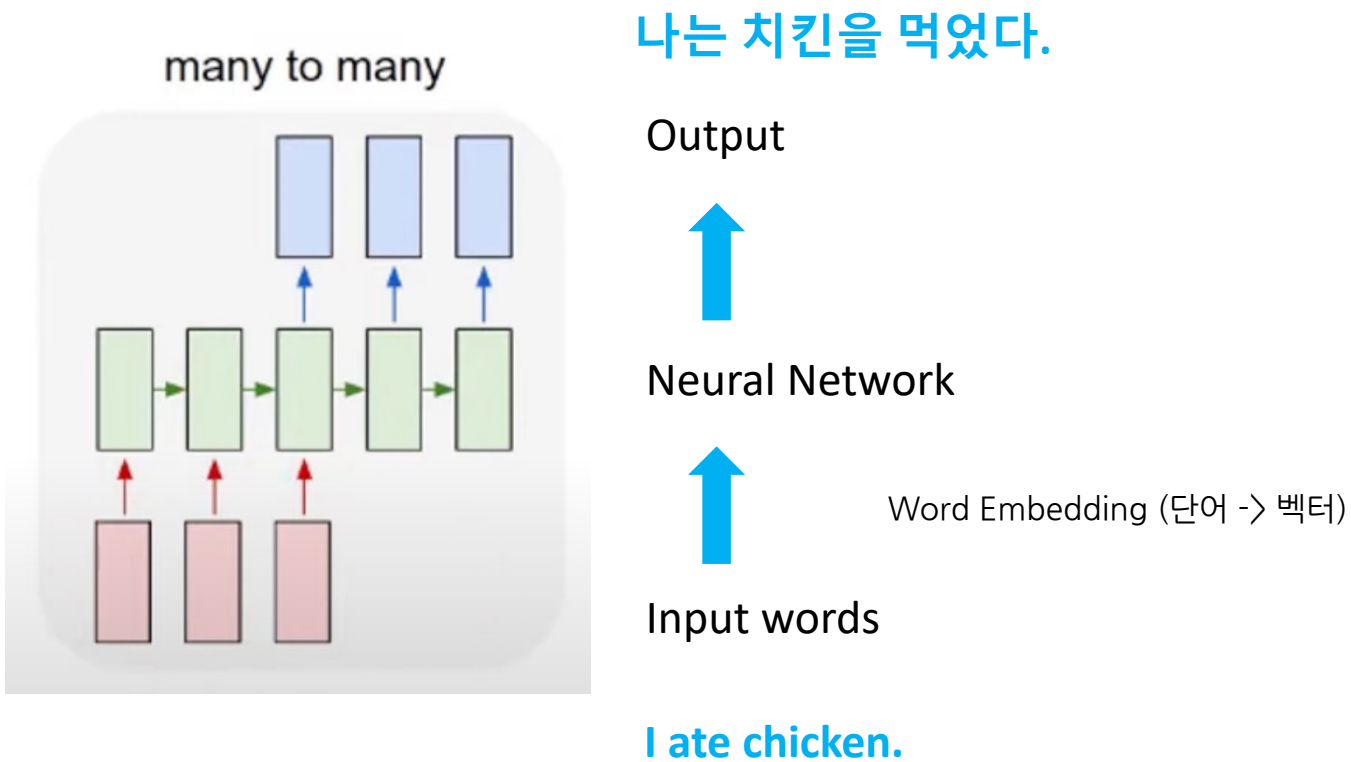 many to many
나는 치킨을 먹었다.
Output
Neural Network
Word Embedding (단어 -> 벡터)
Input words
I ate chicken.